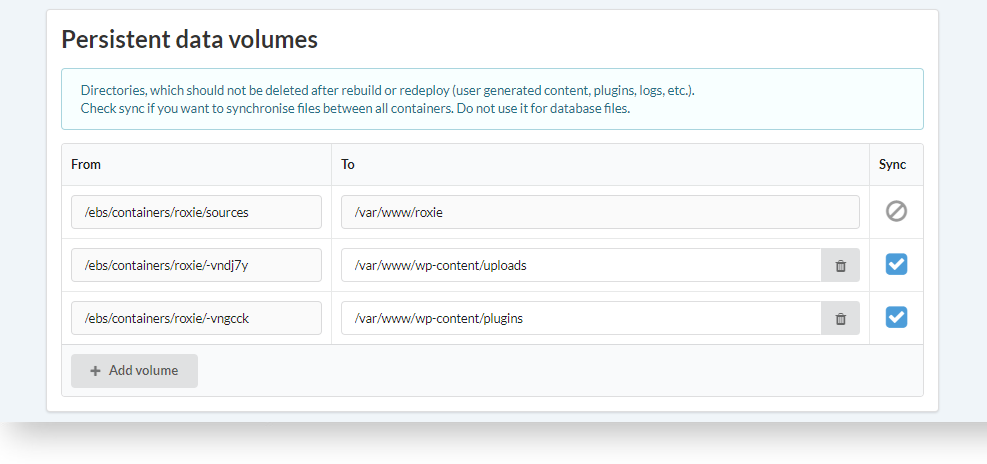 Persistent data volumes
Directories, which should not be deleted after rebuild or redeploy (user generated content, plugins, logs, etc.).
Check sync if you want to synchronise files between all containers. Do not use it for database files.
From To Sync
/ebs/containers/roxie/sources /var/www/roxie
/ebs/containers/roxie/-vndj7y /var/www/wp-content/uploads
/ebs/containers/roxie/-vngcck /var/www/wp-content/plugins
+ Add volume